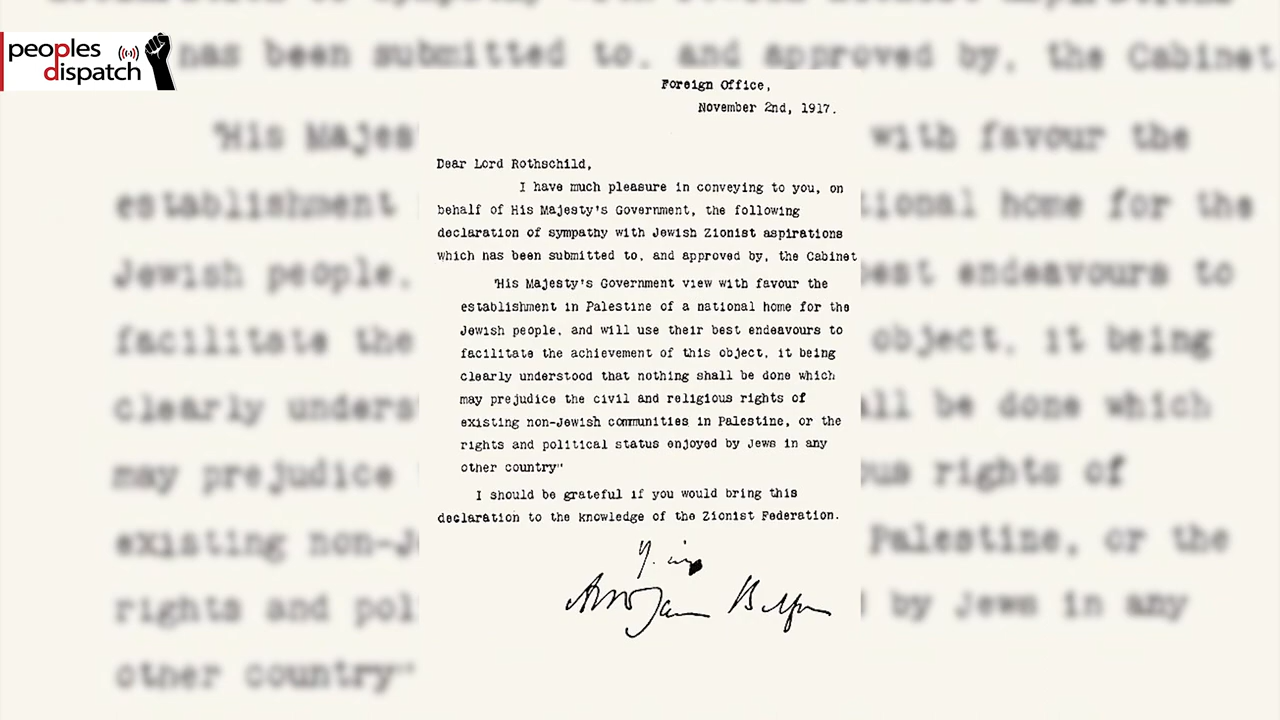 peoples
dispatch
Foreign Office,
November 2nd, 1917.
Dear Lord Rothschild,
I have much pleasure in conveying to you, on
behalf of His Majesty's Government, the following
declaration of sympathy with Jewish Zionist aspirations
which has been submitted to, and approved by, the Cabinet
"His Majesty's Government view with favour the
establishment in Palestine of a national home for the
Jewish people, and will use their best endeavours to
facilitate the achievement of this object, it being
clearly understood that nothing shall be done which
may prejudice the civil and religious rights of
existing non-Jewish communities in Palestine, or the
rights and political status enjoyed by Jews in any
other country"
I should be grateful if you would bring this
declaration to the knowledge of the Zionist Federation.
Arthur James Balfour